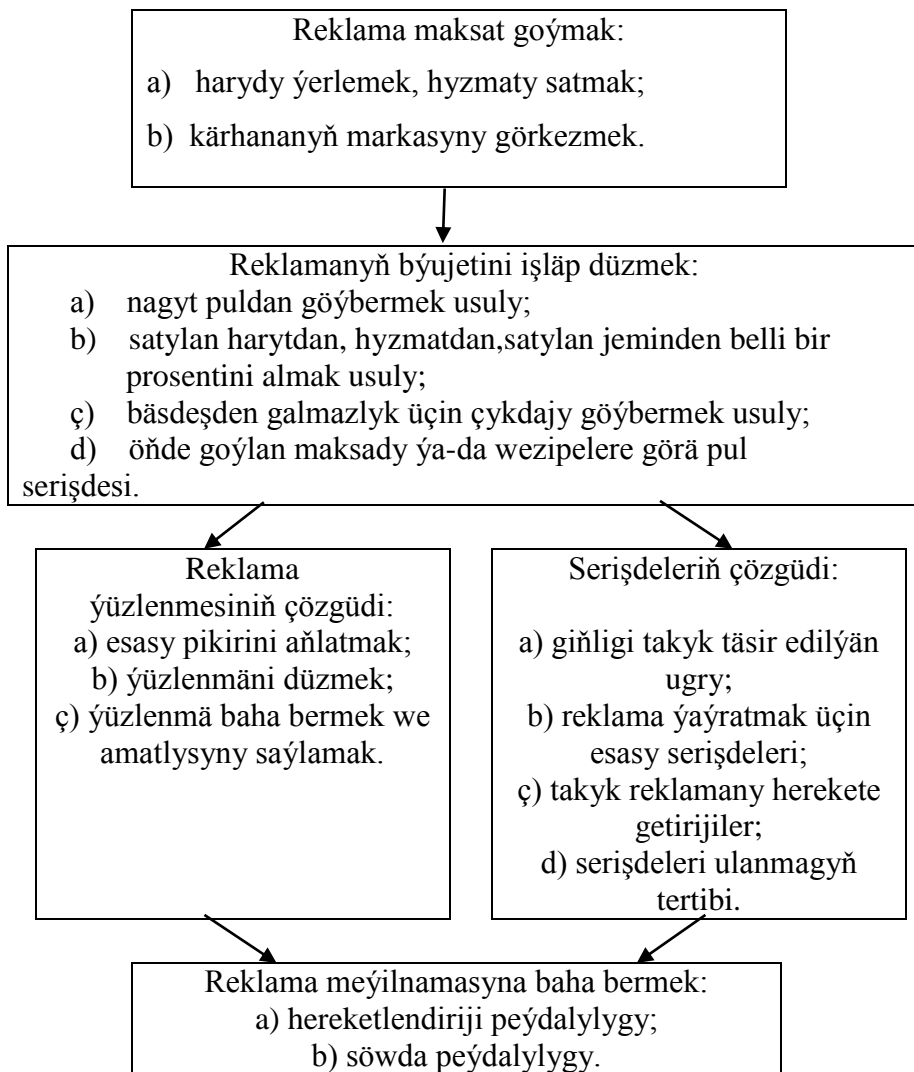 Reklama maksat goýmak:
a) harydy ýerlemek, hyzmaty satmak;
b) kärhananyň markasyny görkezmek.
Reklamanyň býujetini işläp düzmek:
a) nagyt puldan göýbermek usuly;
b) satylan harytdan, hyzmatdan,satylan jeminden belli bir
prosentini almak usuly;
ç) bäsdeşden galmazlyk üçin çykdajy göýbermek usuly;
d) öňde goýlan maksady ýa-da wezipelere görä pul
serişdesi.
Reklama
ýüzlenmesiniň çözgüdi:
a) esasy pikirini aňlatmak;
b) ýüzlenmäni düzmek;
ç) ýüzlenmä baha bermek we
amatlysyny saýlamak.
Serişdeleriň çözgüdi:
a) giňligi takyk täsir edilýän
ugry;
b) reklama ýaýratmak üçin
esasy serişdeleri;
ç) takyk reklamany herekete
getirijiler;
d) serişdeleri ulanmagyň
tertibi.
Reklama meýilnamasyna baha bermek:
a) hereketlendiriji peýdalylygy;
b) söwda peýdalylygy.